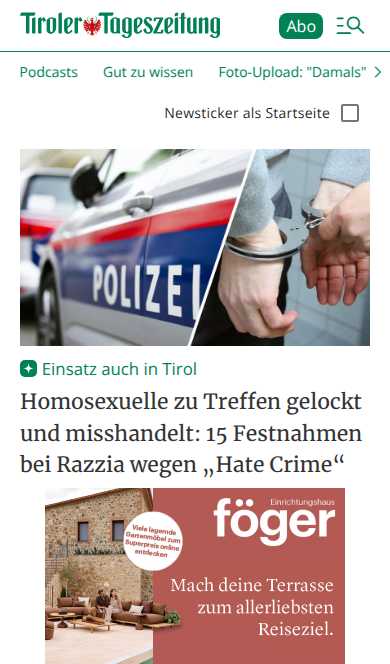 Tiroler Tageszeitung
Abo
Podcasts Gut zu wissen Foto-Upload: "Damals"
Newsticker als Startseite
POLIZEI
Einsatz auch in Tirol
Homosexuelle zu Treffen gelockt
und misshandelt: 15 Festnahmen
bei Razzia wegen „Hate Crime“
Viele lagernde
Gartenmöbel zum
Superpreis online
entdecken
Einrichtungshaus
föger
Mach deine Terrasse
zum allerliebsten
Reiseziel.